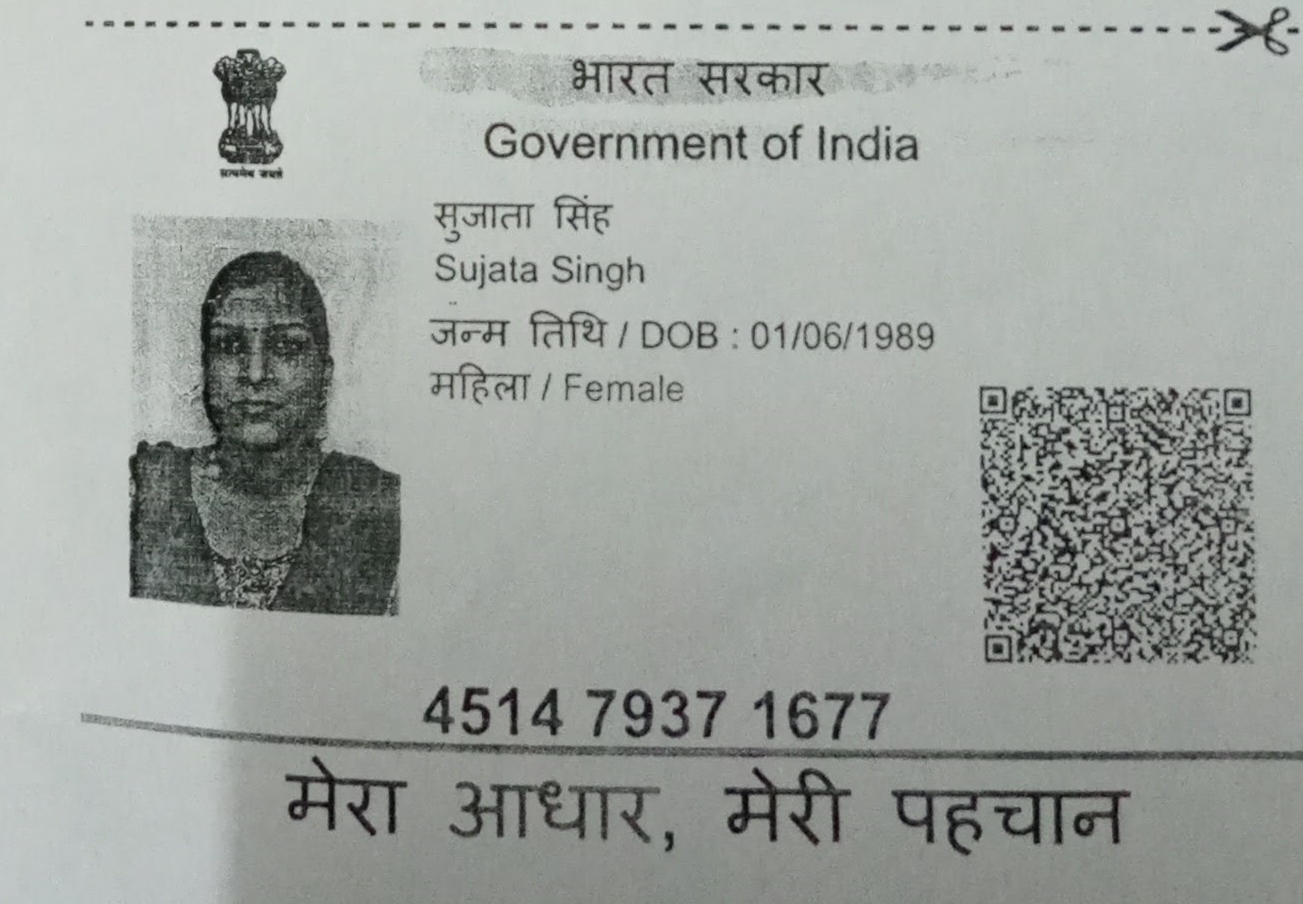 भारत सरकार
Government of India
सत्यमेव जयते
सुजाता सिंह
Sujata Singh
जन्म तिथि / DOB : 01/06/1989
महिला / Female
4514 7937 1677
मेरा आधार, मेरी पहचान